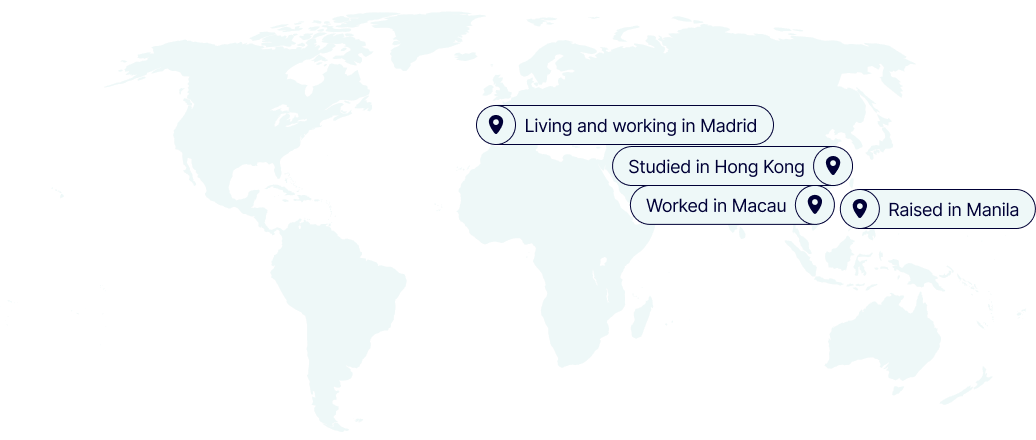 Living and working in Madrid
Studied in Hong Kong
Worked in Macau
Raised in Manila